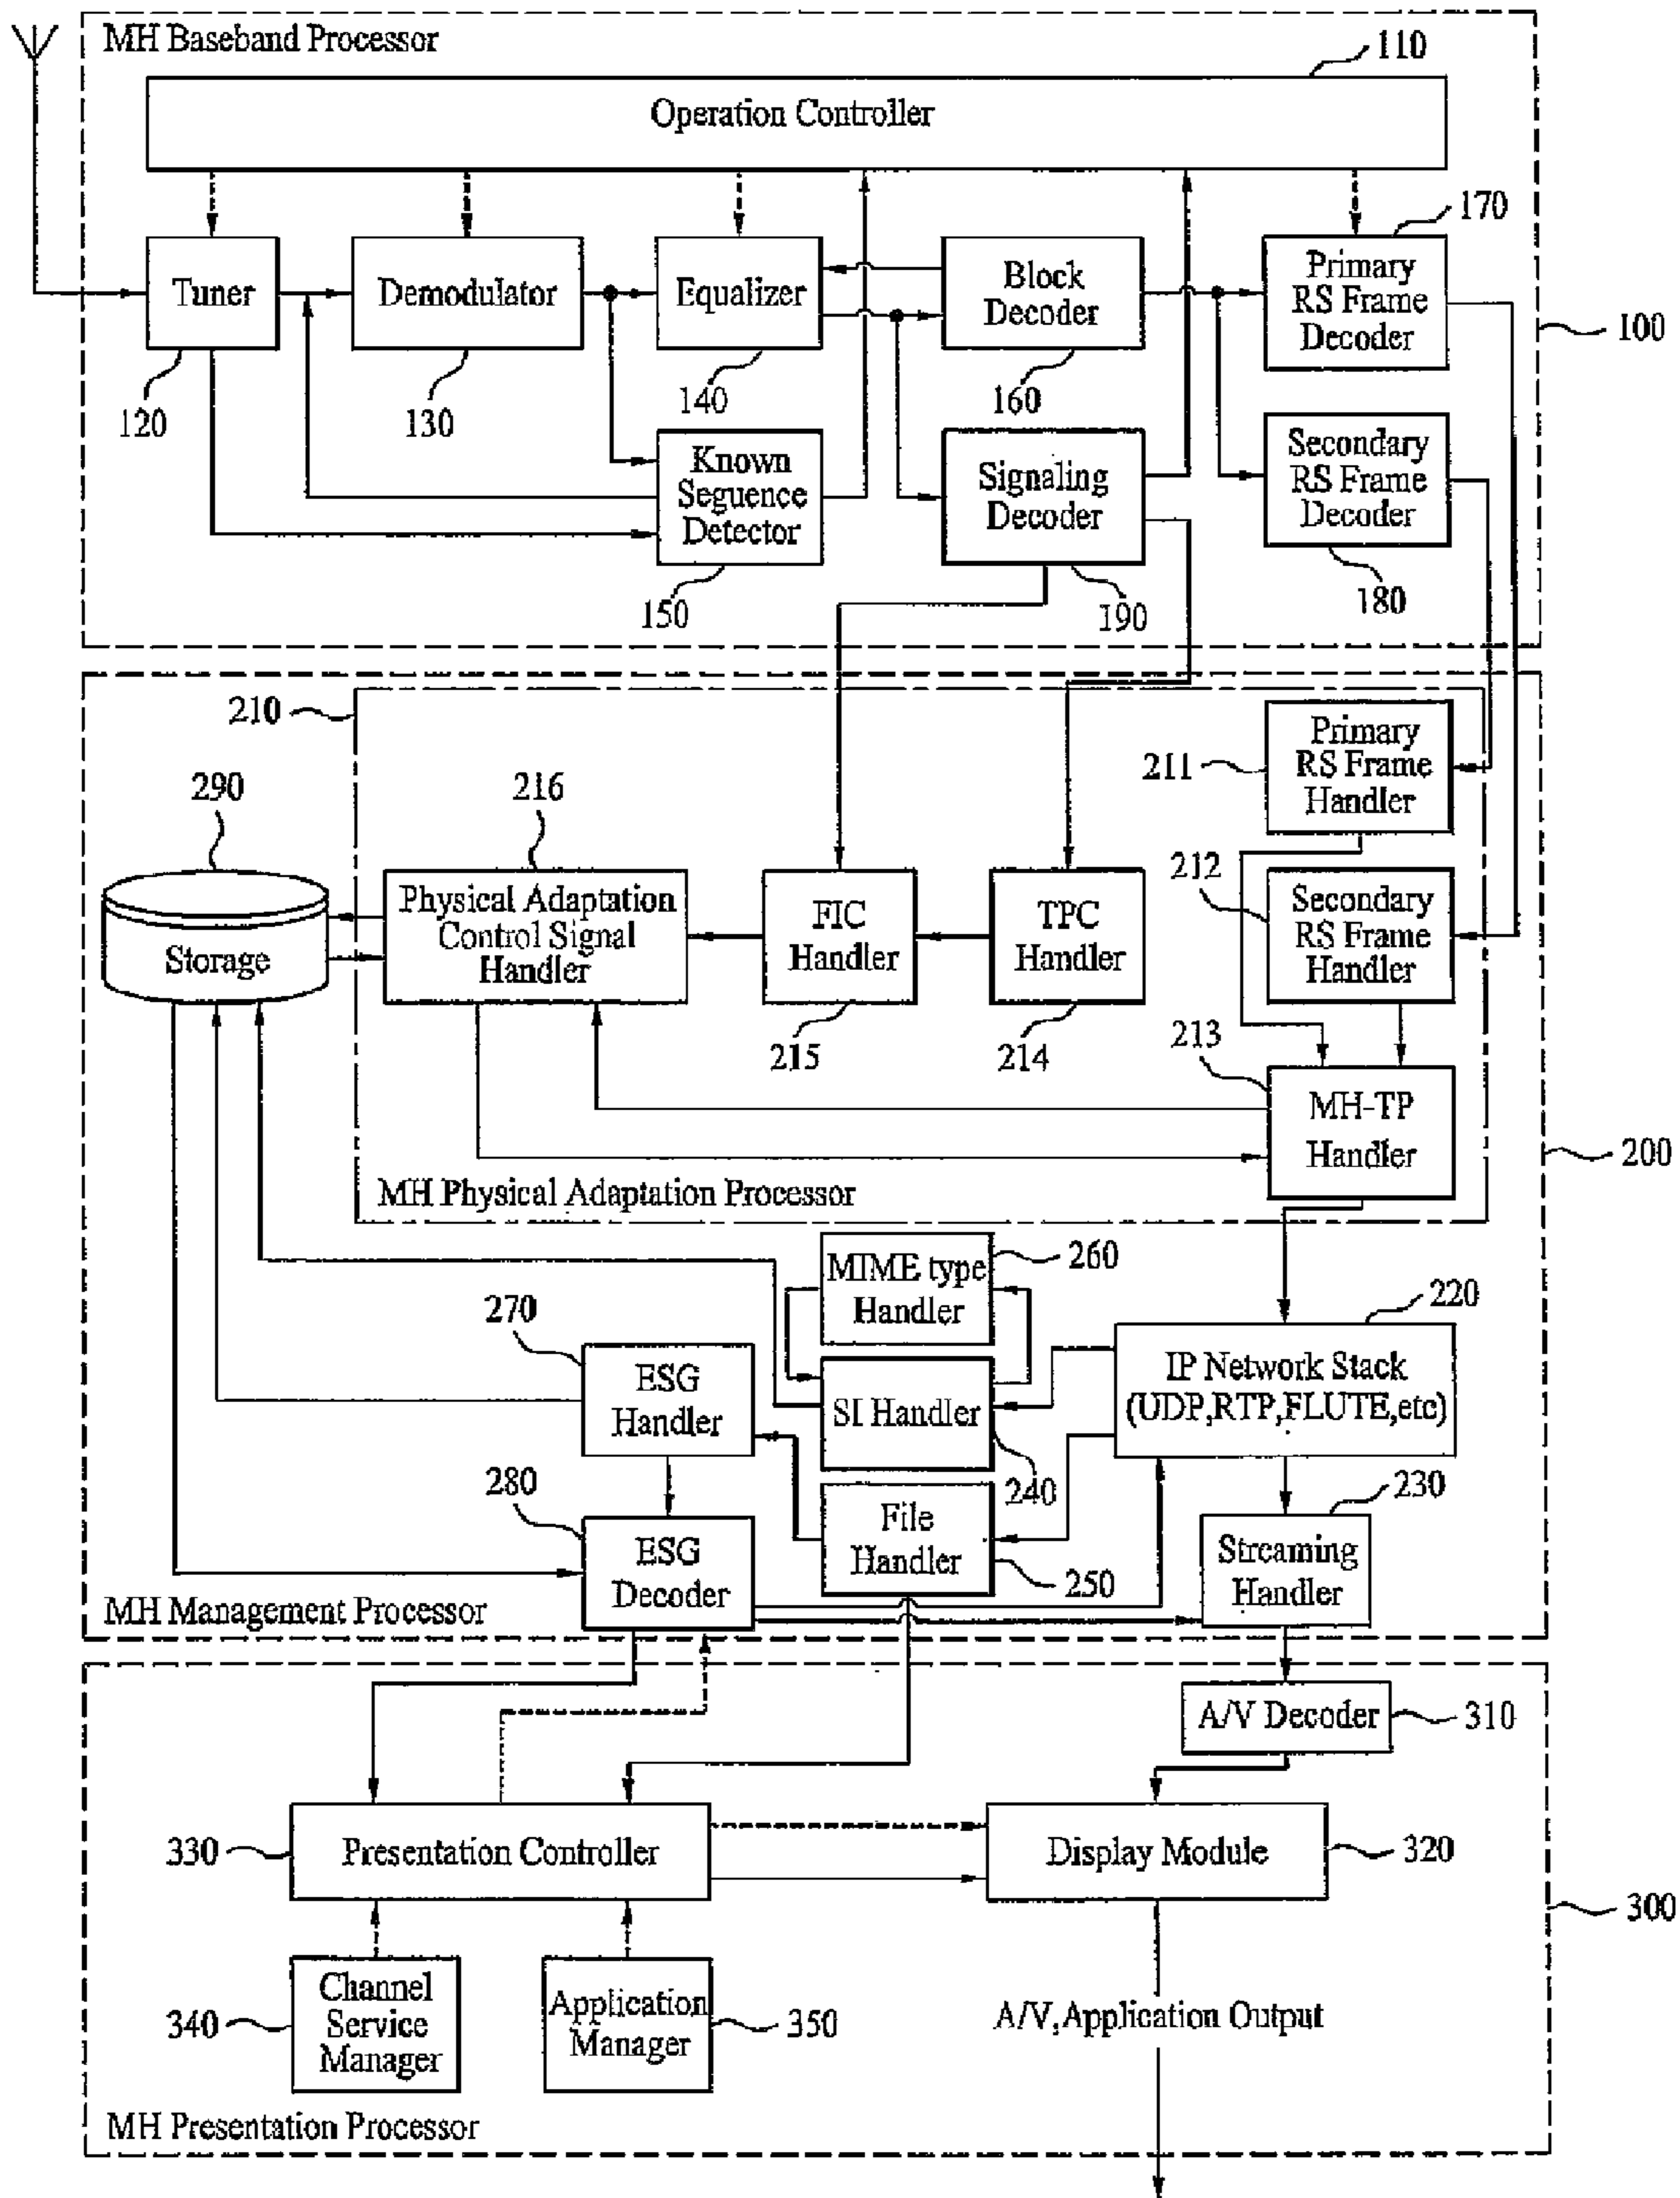 MH Baseband Processor
110
Operation Controller
170
Tuner
Demodulator
Equalizer
Block
Decoder
Primary
RS Frame
Decoder
100
120
130
140
160
Known
Seguence
Detector
Signaling
Decoder
Secondary
RS Frame
Decoder
150
190
180
210
Primary
RS Frame
Handler
211
290
216
212
Storage
Physical Adaptation
Control Signal
Handler
FIC
Handler
TPC
Handler
Secondary
RS Frame
Handler
215
214
213
MH-TP
Handler
200
MH Physical Adaptation Processor
MIME type
Handler
260
270
220
ESG
Handler
SI Handler
IP Network Stack
(UDP,RTP,FLUTE,etc)
280
240
230
ESG
Decoder
File
Handler
250
Streaming
Handler
MH Management Processor
A/V Decoder
310
330
Presentation Controller
Display Module
320
300
340
Channel
Service
Manager
Application
Manager
350
A/V,Application Output
MH Presentation Processor